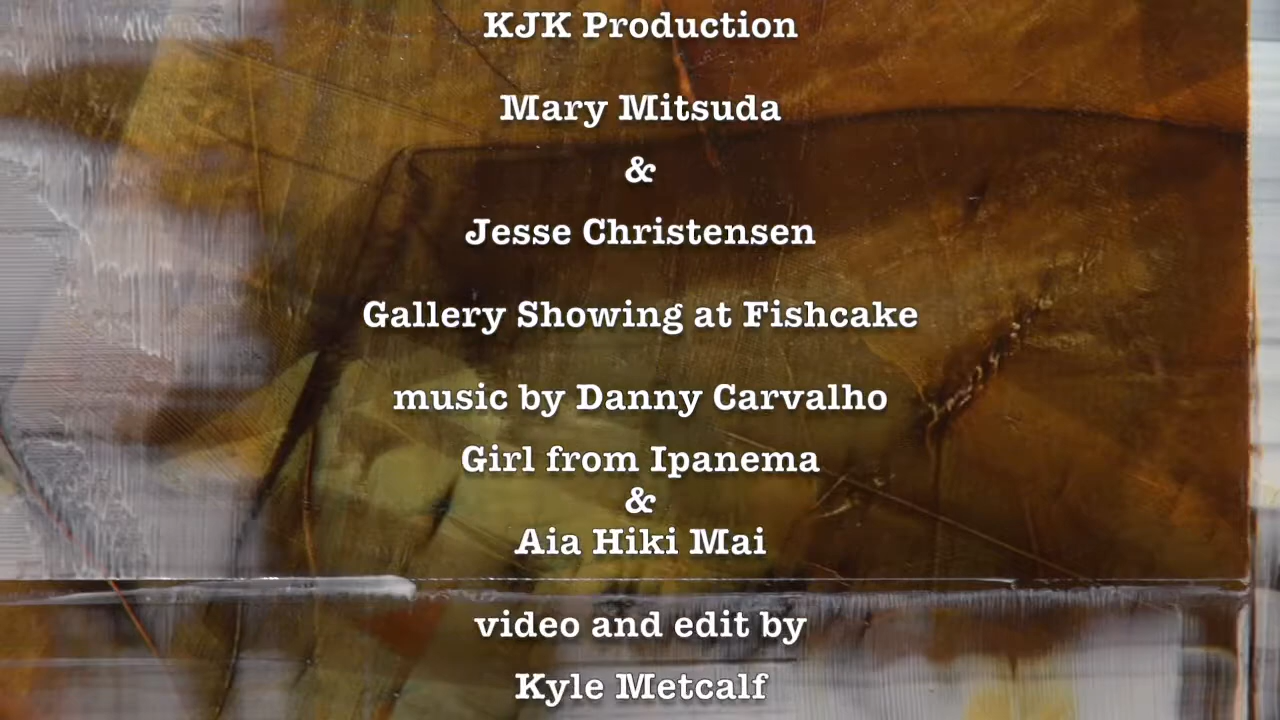 KJK Production
Mary Mitsuda
&
Jesse Christensen
Gallery Showing at Fishcake
music by Danny Carvalho
Girl from Ipanema
&
Aia Hiki Mai
video and edit by
Kyle Metcalf